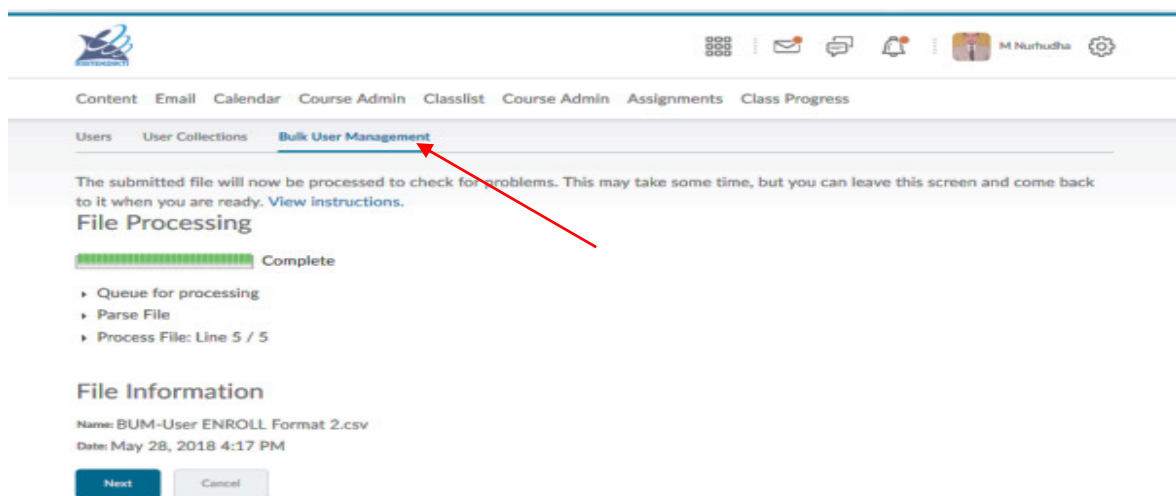 RISTEKDIKTI
M Nurhudha
Content Email Calendar Course Admin Classlist Course Admin Assignments Class Progress
Users User Collections Bulk User Management
The submitted file will now be processed to check for problems. This may take some time, but you can leave this screen and come back
to it when you are ready. View instructions.
File Processing
Complete
Queue for processing
Parse File
Process File: Line 5 / 5
File Information
Name: BUM-User ENROLL Format 2.csv
Date: May 28, 2018 4:17 PM
Next Cancel